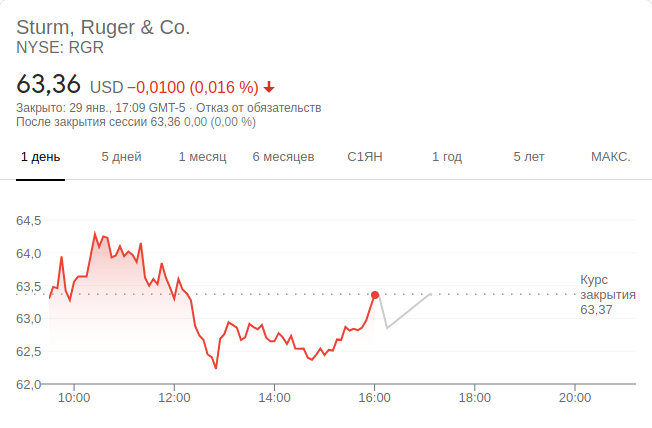 Sturm, Ruger & Co.
NYSE: RGR
63,36 USD −0,0100 (0,016 %)
Закрыто: 29 янв., 17:09 GMT-5 · Отказ от обязательств
После закрытия сессии 63,36 0,00 (0,00 %)
1 день 5 дней 1 месяц 6 месяцев С1ЯН 1 год 5 лет МАКС.
64,5
64,0
63,5
63,0
62,5
62,0
Курс
закрытия
63,37
10:00 12:00 14:00 16:00 18:00 20:00